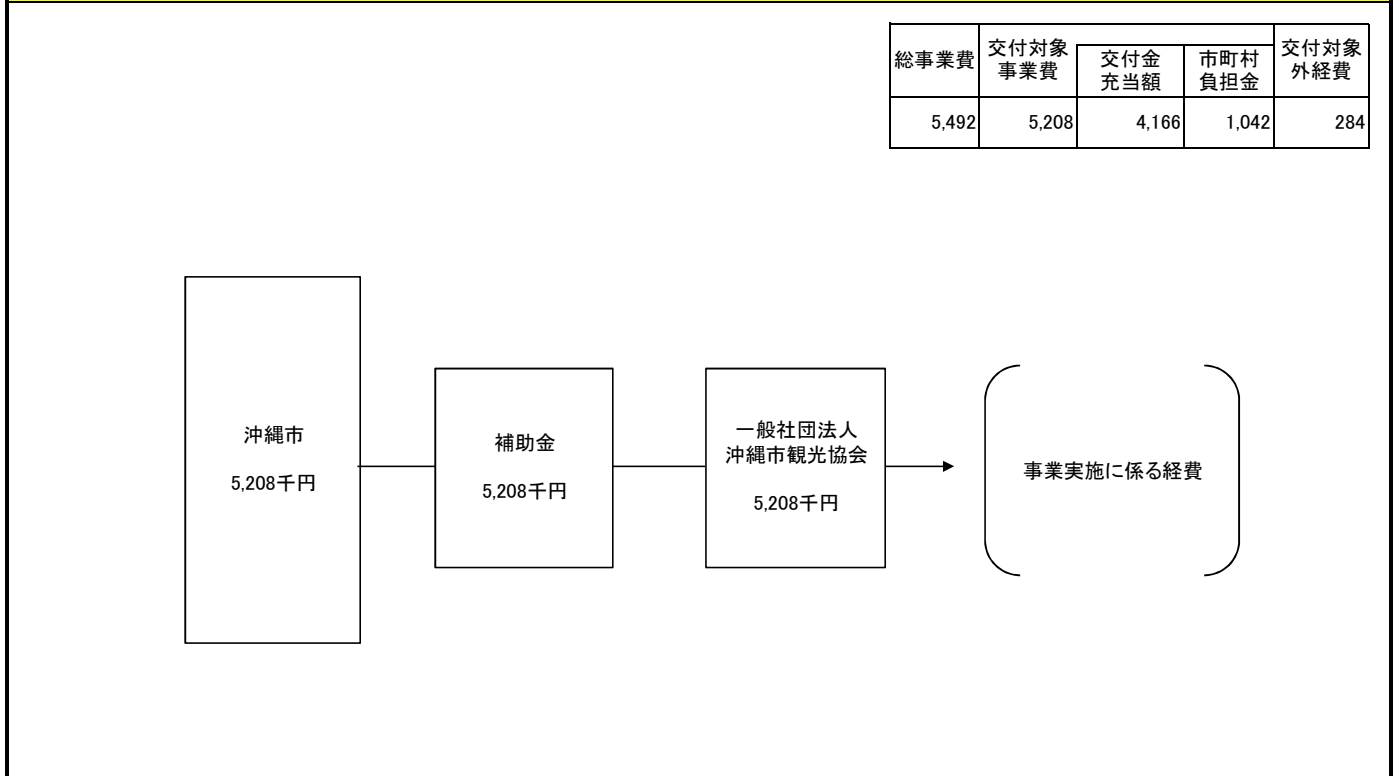 総事業費
交付対象
事業費
交付金
充当額
市町村
負担金
交付対象
外経費
5,492
5,208
4,166
1,042
284
沖縄市
5,208千円
補助金
5,208千円
一般社団法人
沖縄市観光協会
5,208千円
事業実施に係る経費